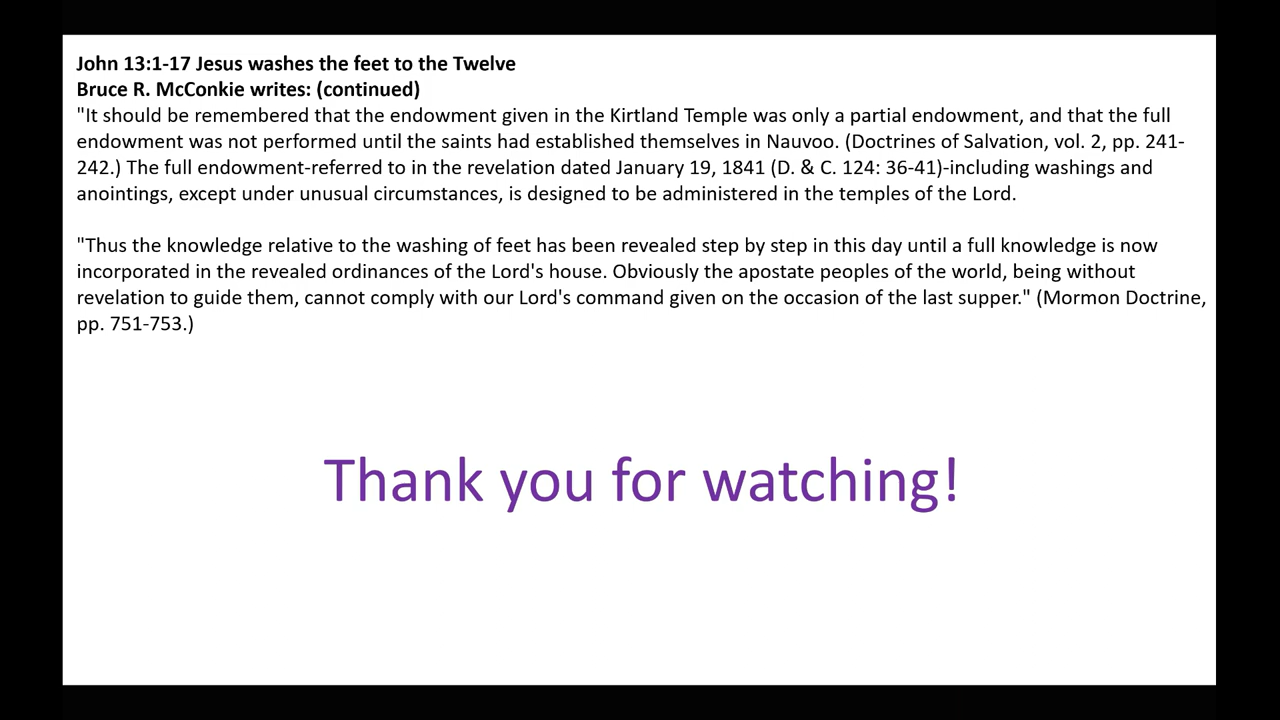 John 13:1-17 Jesus washes the feet to the Twelve
Bruce R. McConkie writes: (continued)
"It should be remembered that the endowment given in the Kirtland Temple was only a partial endowment, and that the full
endowment was not performed until the saints had established themselves in Nauvoo. (Doctrines of Salvation, vol. 2, pp. 241-
242.) The full endowment-referred to in the revelation dated January 19, 1841 (D. & C. 124: 36-41)-including washings and
anointings, except under unusual circumstances, is designed to be administered in the temples of the Lord.
"Thus the knowledge relative to the washing of feet has been revealed step by step in this day until a full knowledge is now
incorporated in the revealed ordinances of the Lord's house. Obviously the apostate peoples of the world, being without
revelation to guide them, cannot comply with our Lord's command given on the occasion of the last supper." (Mormon Doctrine,
pp. 751-753.)
Thank you for watching!